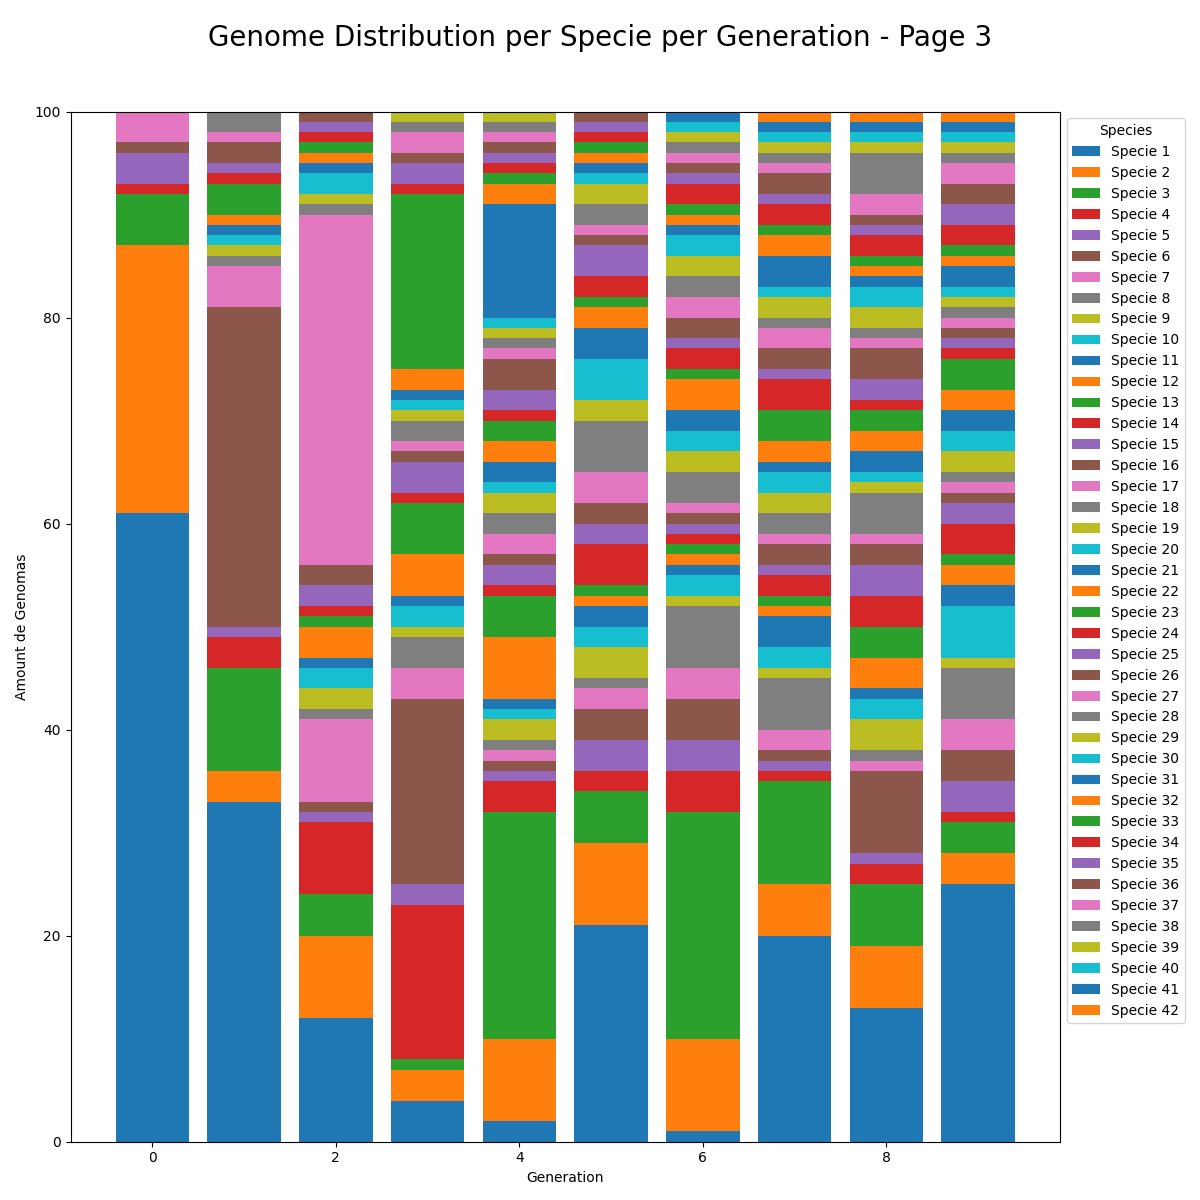 Genome Distribution per Specie per Generation - Page 3
100
80
60
40
20
0
Amount de Genomas
0 2 4 6 8
Generation
Species
Specie 1
Specie 2
Specie 3
Specie 4
Specie 5
Specie 6
Specie 7
Specie 8
Specie 9
Specie 10
Specie 11
Specie 12
Specie 13
Specie 14
Specie 15
Specie 16
Specie 17
Specie 18
Specie 19
Specie 20
Specie 21
Specie 22
Specie 23
Specie 24
Specie 25
Specie 26
Specie 27
Specie 28
Specie 29
Specie 30
Specie 31
Specie 32
Specie 33
Specie 34
Specie 35
Specie 36
Specie 37
Specie 38
Specie 39
Specie 40
Specie 41
Specie 42